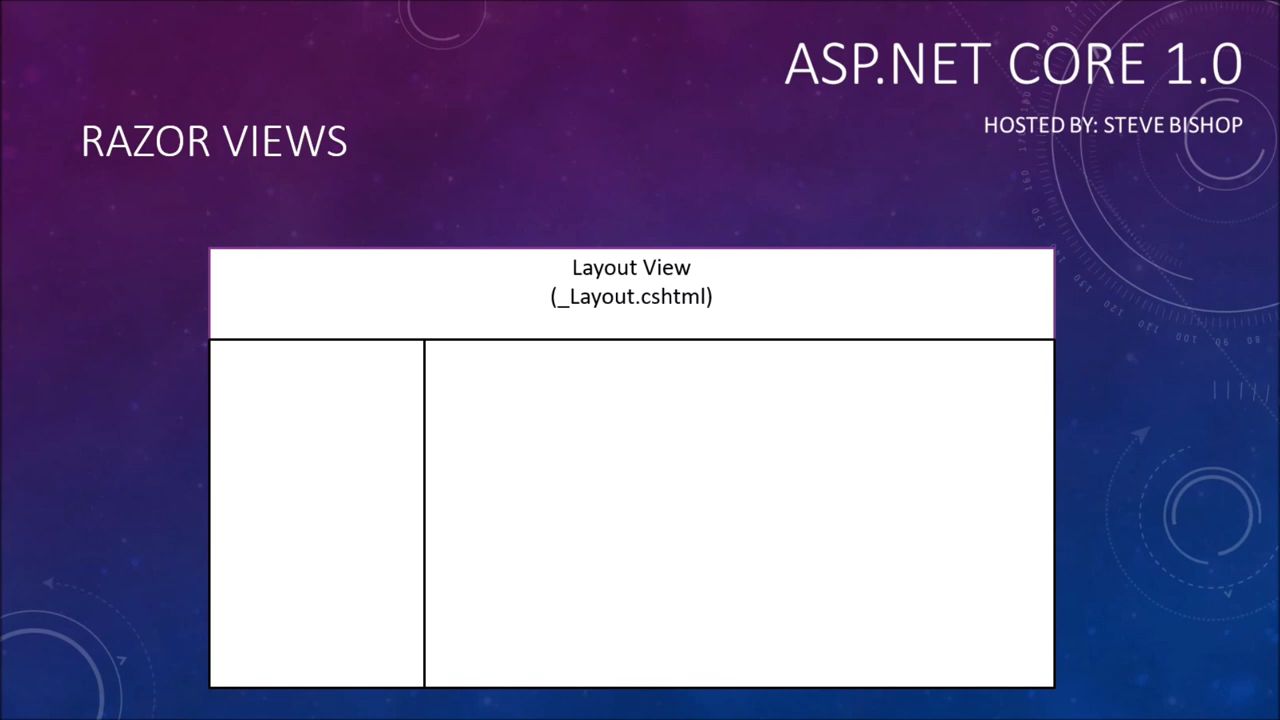 ASP.NET CORE 1.0
HOSTED BY: STEVE BISHOP
RAZOR VIEWS
Layout View
(_Layout.cshtml)